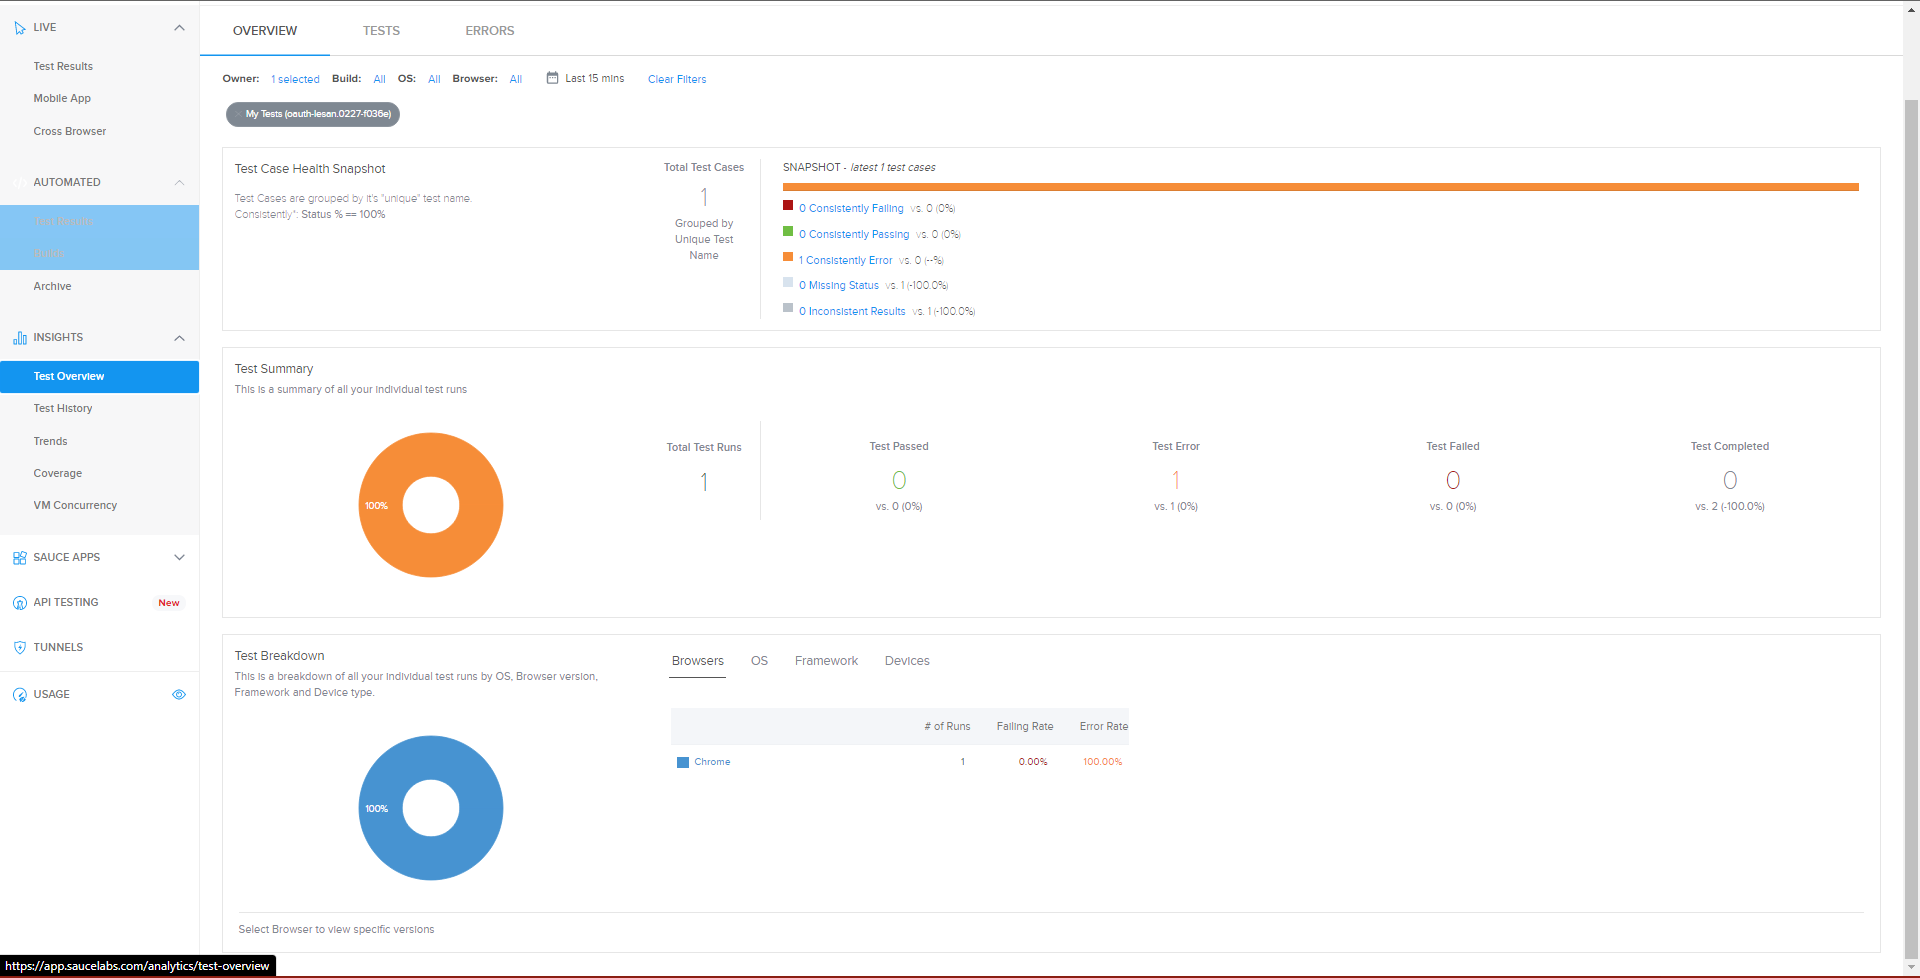 LIVE
Test Results
Mobile App
Cross Browser
AUTOMATED
Test Results
Builds
Archive
INSIGHTS
Test Overview
Test History
Trends
Coverage
VM Concurrency
SAUCE APPS
API TESTING New
TUNNELS
USAGE
OVERVIEW TESTS ERRORS
Owner: 1 selected Build: All OS: All Browser: All Last 15 mins Clear Filters
My Tests (oauth-lesan.0227-f036e)
Test Case Health Snapshot
Test Cases are grouped by it's "unique" test name.
Consistently": Status % == 100%
Total Test Cases
1
Grouped by
Unique Test
Name
SNAPSHOT - latest 1 test cases
0 Consistently Failing vs. 0 (0%)
0 Consistently Passing vs. 0 (0%)
1 Consistently Error vs. 0 (--%)
0 Missing Status vs. 1 (-100.0%)
0 Inconsistent Results vs. 1 (-100.0%)
Test Summary
This is a summary of all your individual test runs
100%
Total Test Runs
1
Test Passed Test Error Test Failed Test Completed
0 1 0 0
vs. 0 (0%) vs. 1 (0%) vs. 0 (0%) vs. 2 (-100.0%)
Test Breakdown
This is a breakdown of all your individual test runs by OS, Browser version,
Framework and Device type.
100%
Browsers OS Framework Devices
# of Runs Failing Rate Error Rate
Chrome 1 0.00% 100.00%
Select Browser to view specific versions
https://app.saucelabs.com/analytics/test-overview